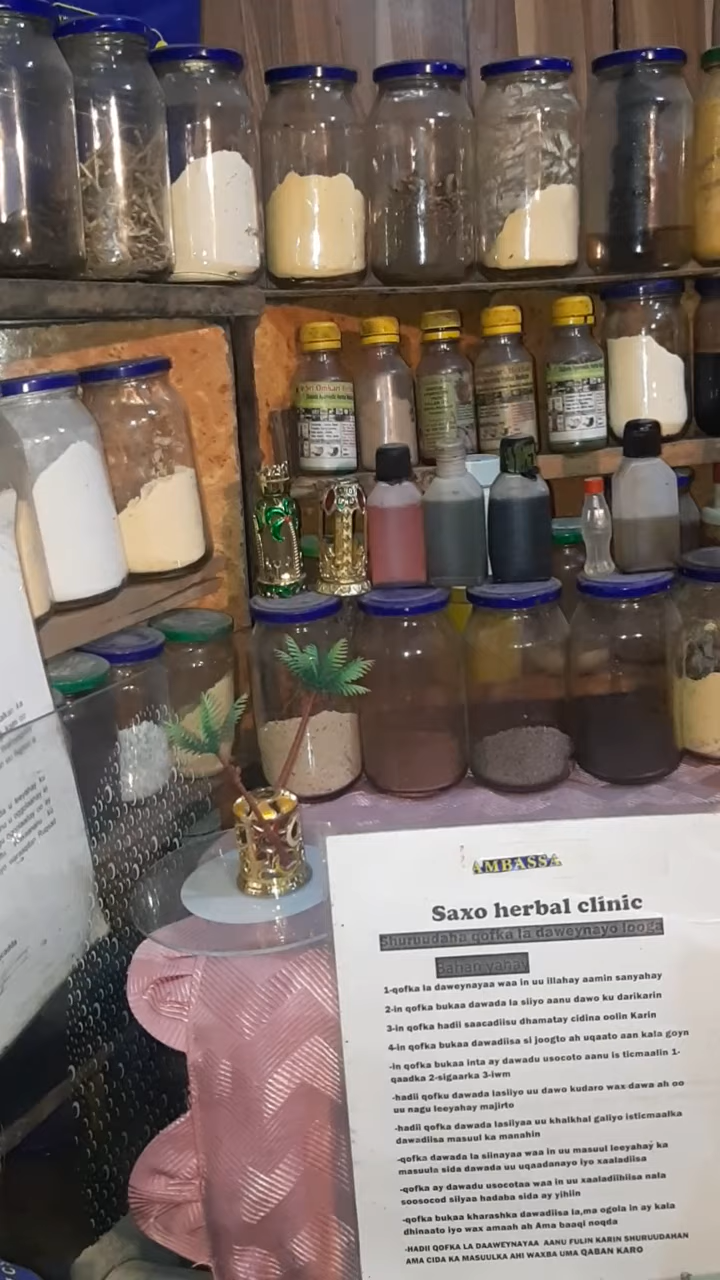 AMBASSA
Saxo herbal clinic
Shuruudaha qofka la daweynayo looga
Bahan yahay
1-qofka la daweynayaa waa in uu illahay aamin sanyahay
2-in qofka bukaa dawada la siiyo aanu dawo ku darikarin
3-in qofka hadii saacadiisu dhamatay cidina oolin Karin
4-in qofka bukaa dawadiisa si joogto ah uqaato aan kala goyn
-in qofka bukaa inta ay dawadu usocoto aanu is ticmaalin 1-
qaadka 2-sigaarka 3-iwm
-hadii qofku dawada lasiiyo uu dawo kudaro wax dawa ah oo
uu nagu leeyahay majirto
-hadii qofka dawada lasiiyaa uu khalkhal galiyo isticmaalka
dawadiisa masuul ka manahin
-qofka dawada la siinayaa waa in uu masuul leeyahay ka
masuula sida dawada uu uqaadanayo iyo xaaladiisa
-qofka ay dawadu usocotaa waa in uu xaaladiihiisa nala
soosocod siiyaa hadaba sida ay yihiin
-qofka bukaa kharashka dawadiisa la,ma ogola in ay kala
dhinaato iyo wax amaah ah Ama baaqi noqda
-HADII QOFKA LA DAAWEYNAYAA AANU FULIN KARIN SHURUUDAHAN
AMA CIDA KA MASUULKA AHI WAXBA UMA QABAN KARO